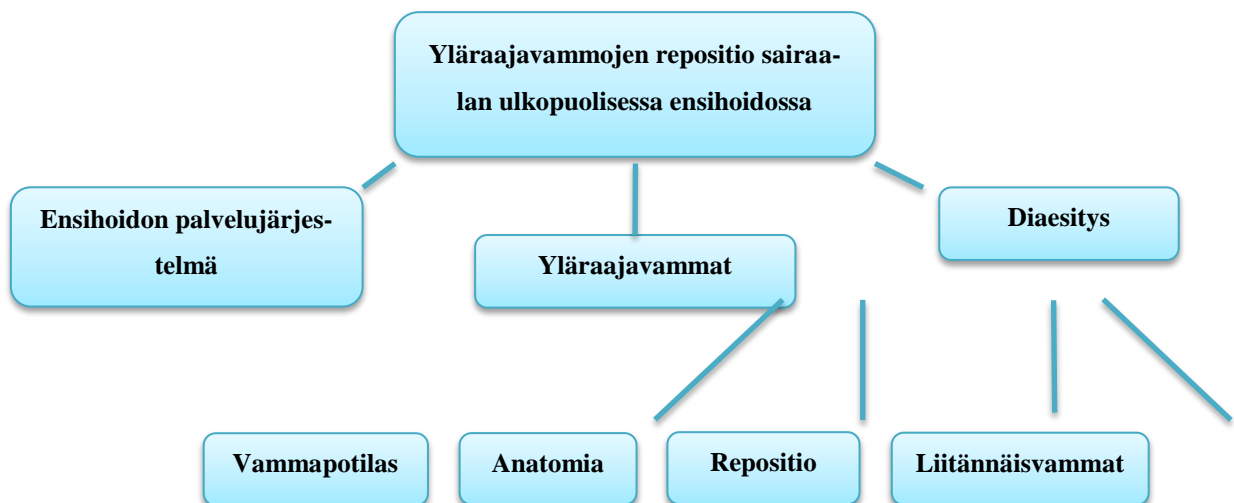 Yläraajavammojen repositio sairaa-
lan ulkopuolisessa ensihoidossa
Ensihoidon palvelujärjes-
telmä
Yläraajavammat
Diaesitys
Vammapotilas
Anatomia
Repositio
Liitännäisvammat